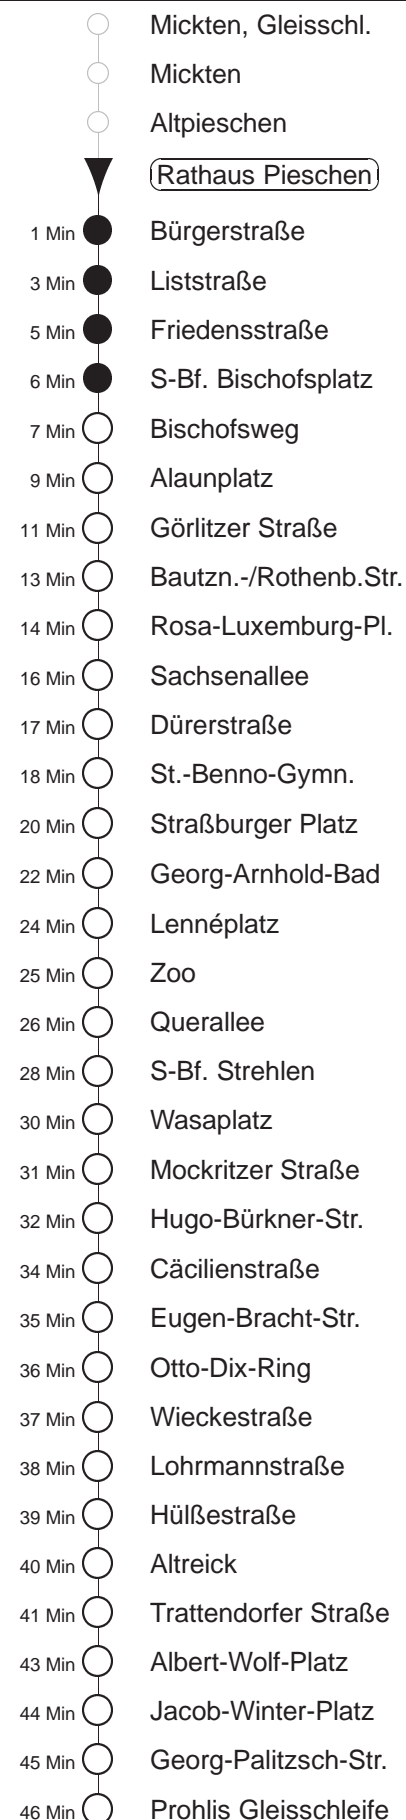 Mickten, Gleisschl.
Mickten
Altpieschen
Rathaus Pieschen
1 Min Bürgerstraße
3 Min Liststraße
5 Min Friedensstraße
6 Min S-Bf. Bischofsplatz
7 Min Bischofsweg
9 Min Alaunplatz
11 Min Görlitzer Straße
13 Min Bautzn.-/Rothenb.Str.
14 Min Rosa-Luxemburg-Pl.
16 Min Sachsenallee
17 Min Dürerstraße
18 Min St.-Benno-Gymn.
20 Min Straßburger Platz
22 Min Georg-Arnhold-Bad
24 Min Lennéplatz
25 Min Zoo
26 Min Querallee
28 Min S-Bf. Strehlen
30 Min Wasaplatz
31 Min Mockritzer Straße
32 Min Hugo-Bürkner-Str.
34 Min Cäcilienstraße
35 Min Eugen-Bracht-Str.
36 Min Otto-Dix-Ring
37 Min Wieckestraße
38 Min Lohrmannstraße
39 Min Hülßestraße
40 Min Altreick
41 Min Trattendorfer Straße
43 Min Albert-Wolf-Platz
44 Min Jacob-Winter-Platz
45 Min Georg-Palitzsch-Str.
46 Min Prohlis Gleisschleife